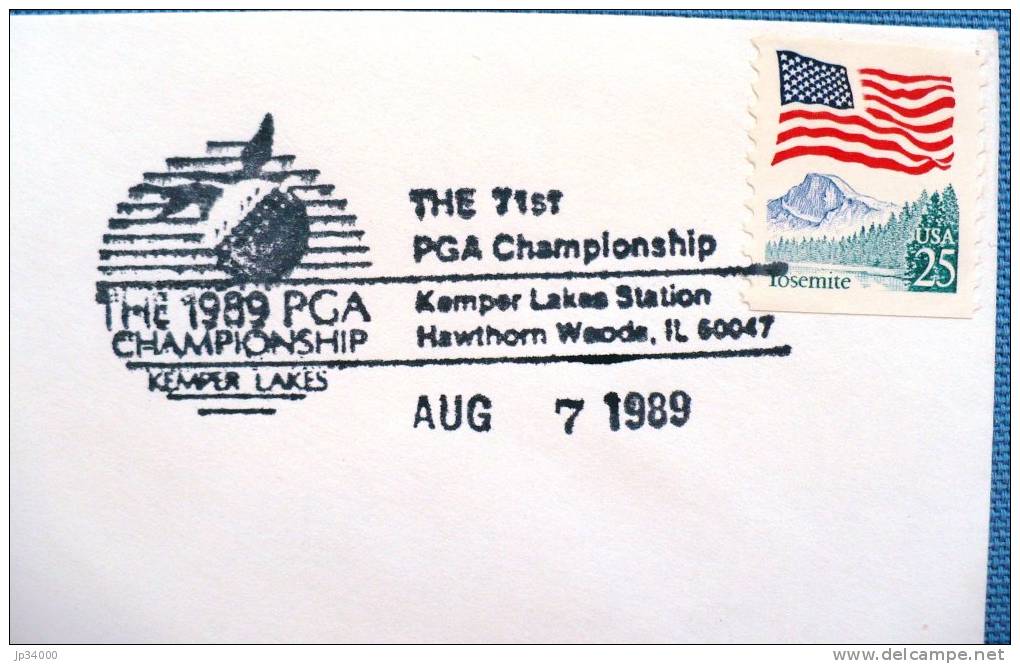 THE 1989 PGA
CHAMPIONSHIP
KEMPER LAKES
THE 71ST
PGA Championship
Kemper Lakes Station
Hawthorn Woods, IL 60047
AUG 7 1989
USA
25
Yosemite
jp34000
www.delcampe.net